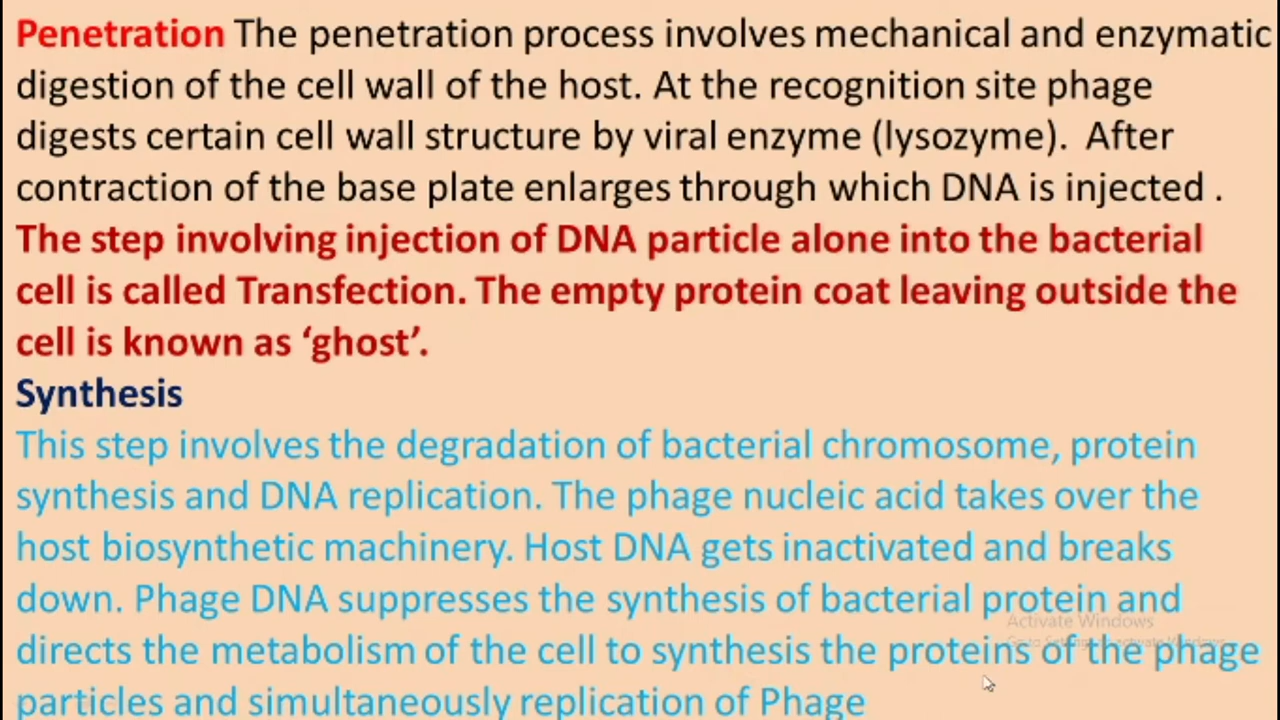 Penetration The penetration process involves mechanical and enzymatic
digestion of the cell wall of the host. At the recognition site phage
digests certain cell wall structure by viral enzyme (lysozyme).  After
contraction of the base plate enlarges through which DNA is injected .
The step involving injection of DNA particle alone into the bacterial
cell is called Transfection. The empty protein coat leaving outside the
cell is known as ‘ghost’.
Synthesis
This step involves the degradation of bacterial chromosome, protein
synthesis and DNA replication. The phage nucleic acid takes over the
host biosynthetic machinery. Host DNA gets inactivated and breaks
down. Phage DNA suppresses the synthesis of bacterial protein and
Activate Windows
directs the metabolism of the cell to synthesis the proteins of the phage
particles and simultaneously replication of Phage